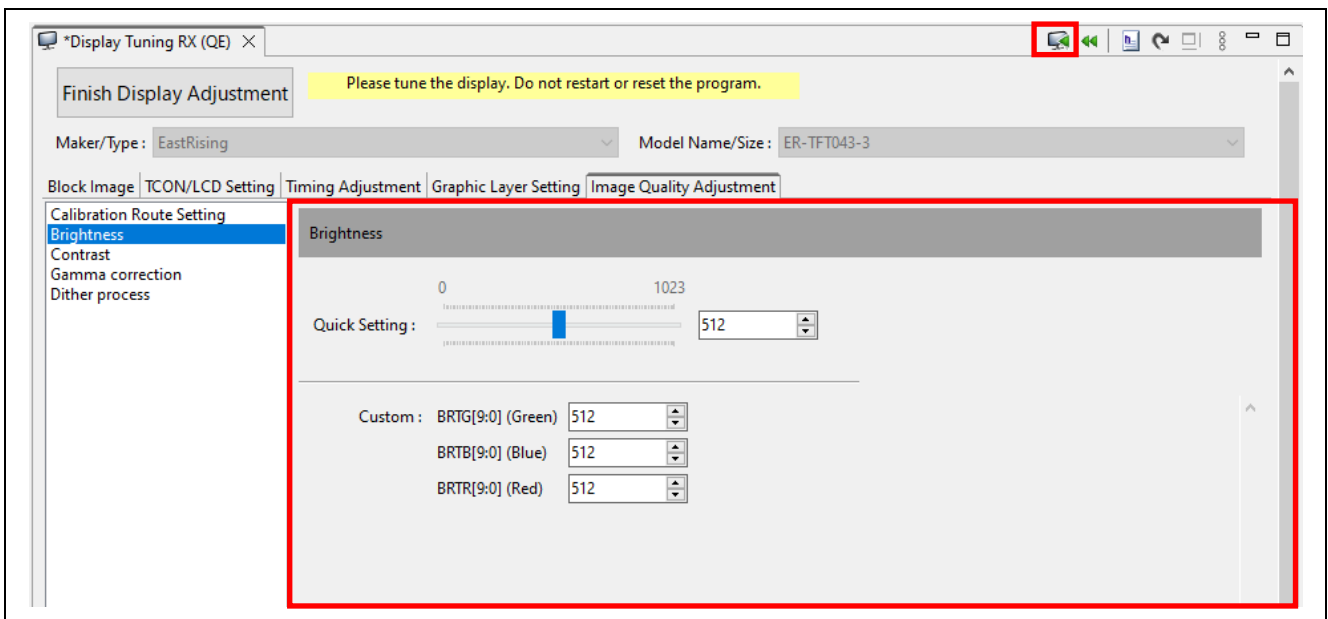 *Display Tuning RX (QE)
Finish Display Adjustment
Please tune the display. Do not restart or reset the program.
Maker/Type : EastRising Model Name/Size : ER-TFT043-3
Block Image TCON/LCD Setting Timing Adjustment Graphic Layer Setting Image Quality Adjustment
Calibration Route Setting
Brightness
Contrast
Gamma correction
Dither process
Brightness
0 1023
Quick Setting : 512
Custom : BRTG[9:0] (Green) 512
BRTB[9:0] (Blue) 512
BRTR[9:0] (Red) 512